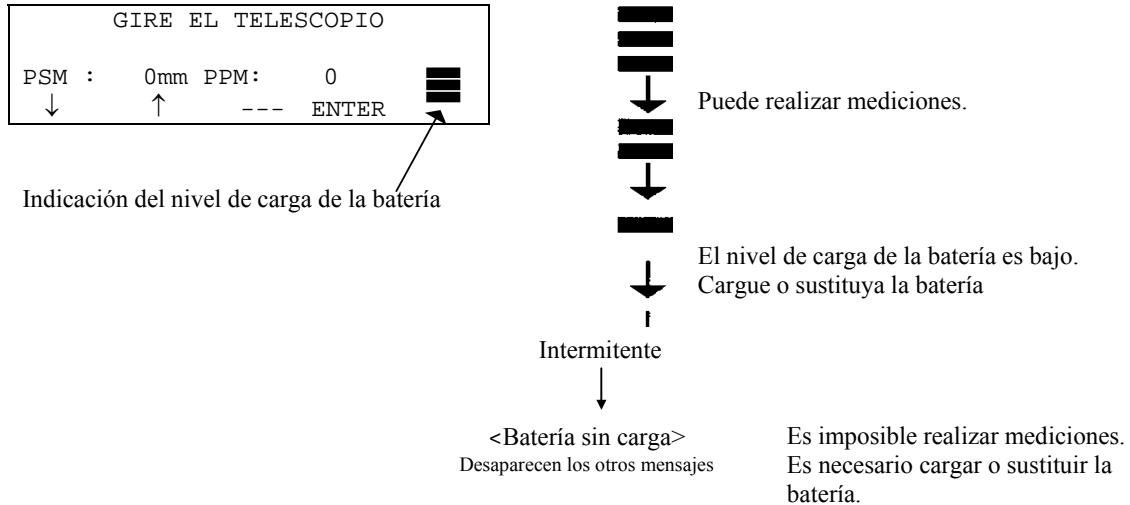 GIRE EL TELESCOPIO
PSM : 0mm PPM: 0
↓ ↑ --- ENTER
Indicación del nivel de carga de la batería
Puede realizar mediciones.
El nivel de carga de la batería es bajo.
Cargue o sustituya la batería
Intermitente
<Batería sin carga>
Desaparecen los otros mensajes
Es imposible realizar mediciones.
Es necesario cargar o sustituir la
batería.